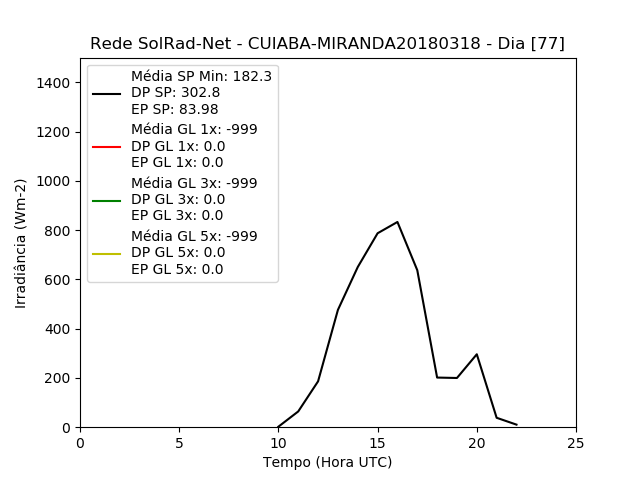 Rede SolRad-Net - CUIABA-MIRANDA20180318 - Dia [77]
Média SP Min: 182.3
DP SP: 302.8
EP SP: 83.98
Média GL 1x: -999
DP GL 1x: 0.0
EP GL 1x: 0.0
Média GL 3x: -999
DP GL 3x: 0.0
EP GL 3x: 0.0
Média GL 5x: -999
DP GL 5x: 0.0
EP GL 5x: 0.0
Irradiância (Wm-2)
1400
1200
1000
800
600
400
200
0
0 5 10 15 20 25
Tempo (Hora UTC)